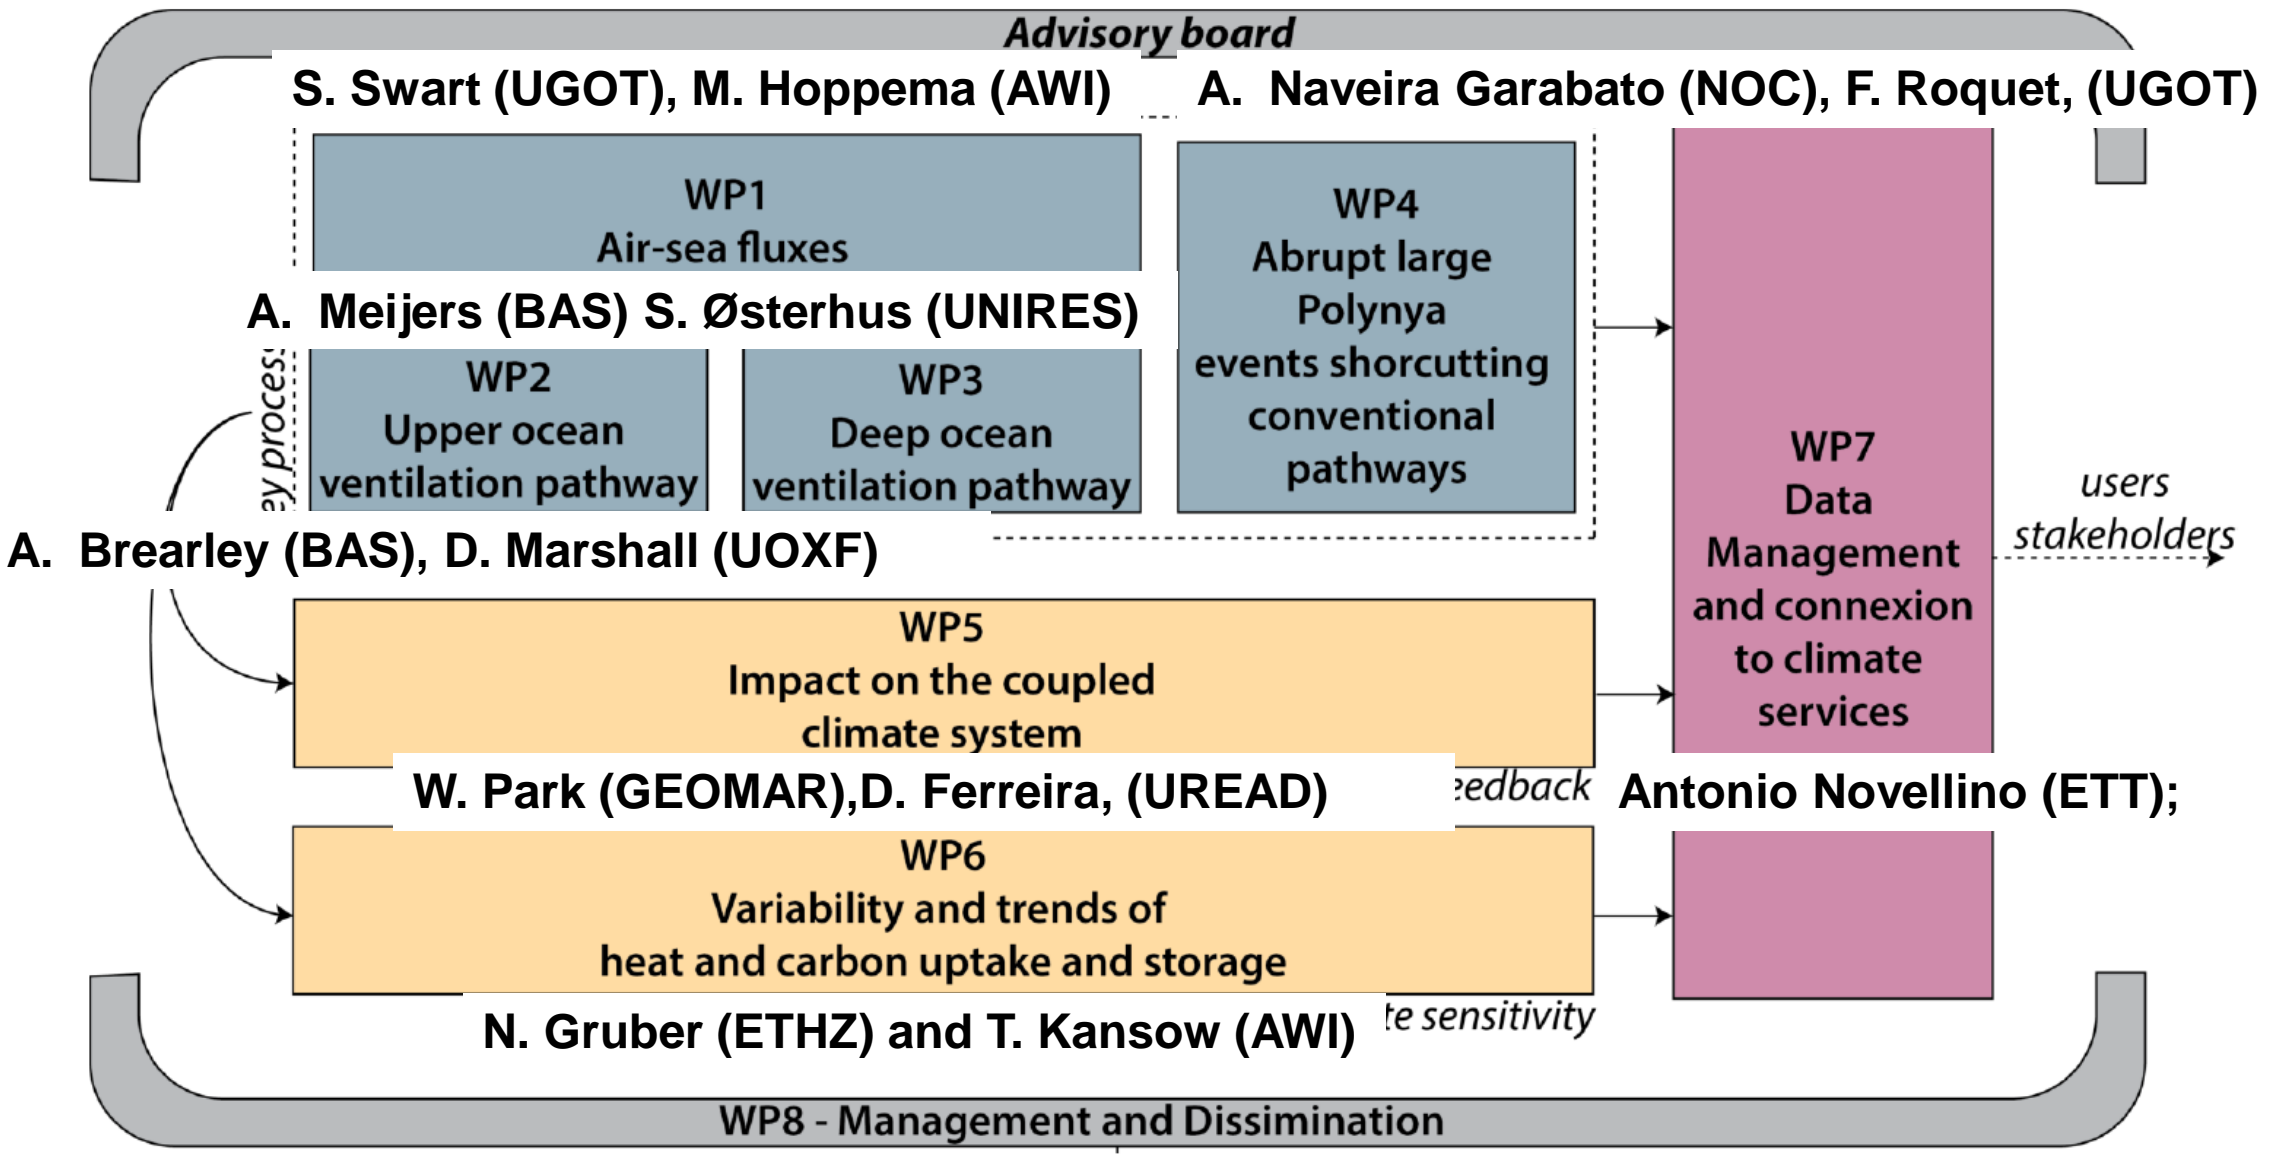 Advisory board
S. Swart (UGOT), M. Hoppema (AWI)
A. Naveira Garabato (NOC), F. Roquet, (UGOT)
WP1
Air-sea fluxes
A. Meijers (BAS) S. Østerhus (UNIRES)
WP2
Upper ocean
ventilation pathway
WP3
Deep ocean
ventilation pathway
WP4
Abrupt large
Polynya
events shorcutting
conventional
pathways
A. Brearley (BAS), D. Marshall (UOXF)
WP5
Impact on the coupled
climate system
W. Park (GEOMAR),D. Ferreira, (UREAD)
WP6
Variability and trends of
heat and carbon uptake and storage
N. Gruber (ETHZ) and T. Kansow (AWI)
sensitivity
WP7
Data
Management
and connexion
to climate
services
Antonio Novellino (ETT);
users
stakeholders
WP8 - Management and Dissimination